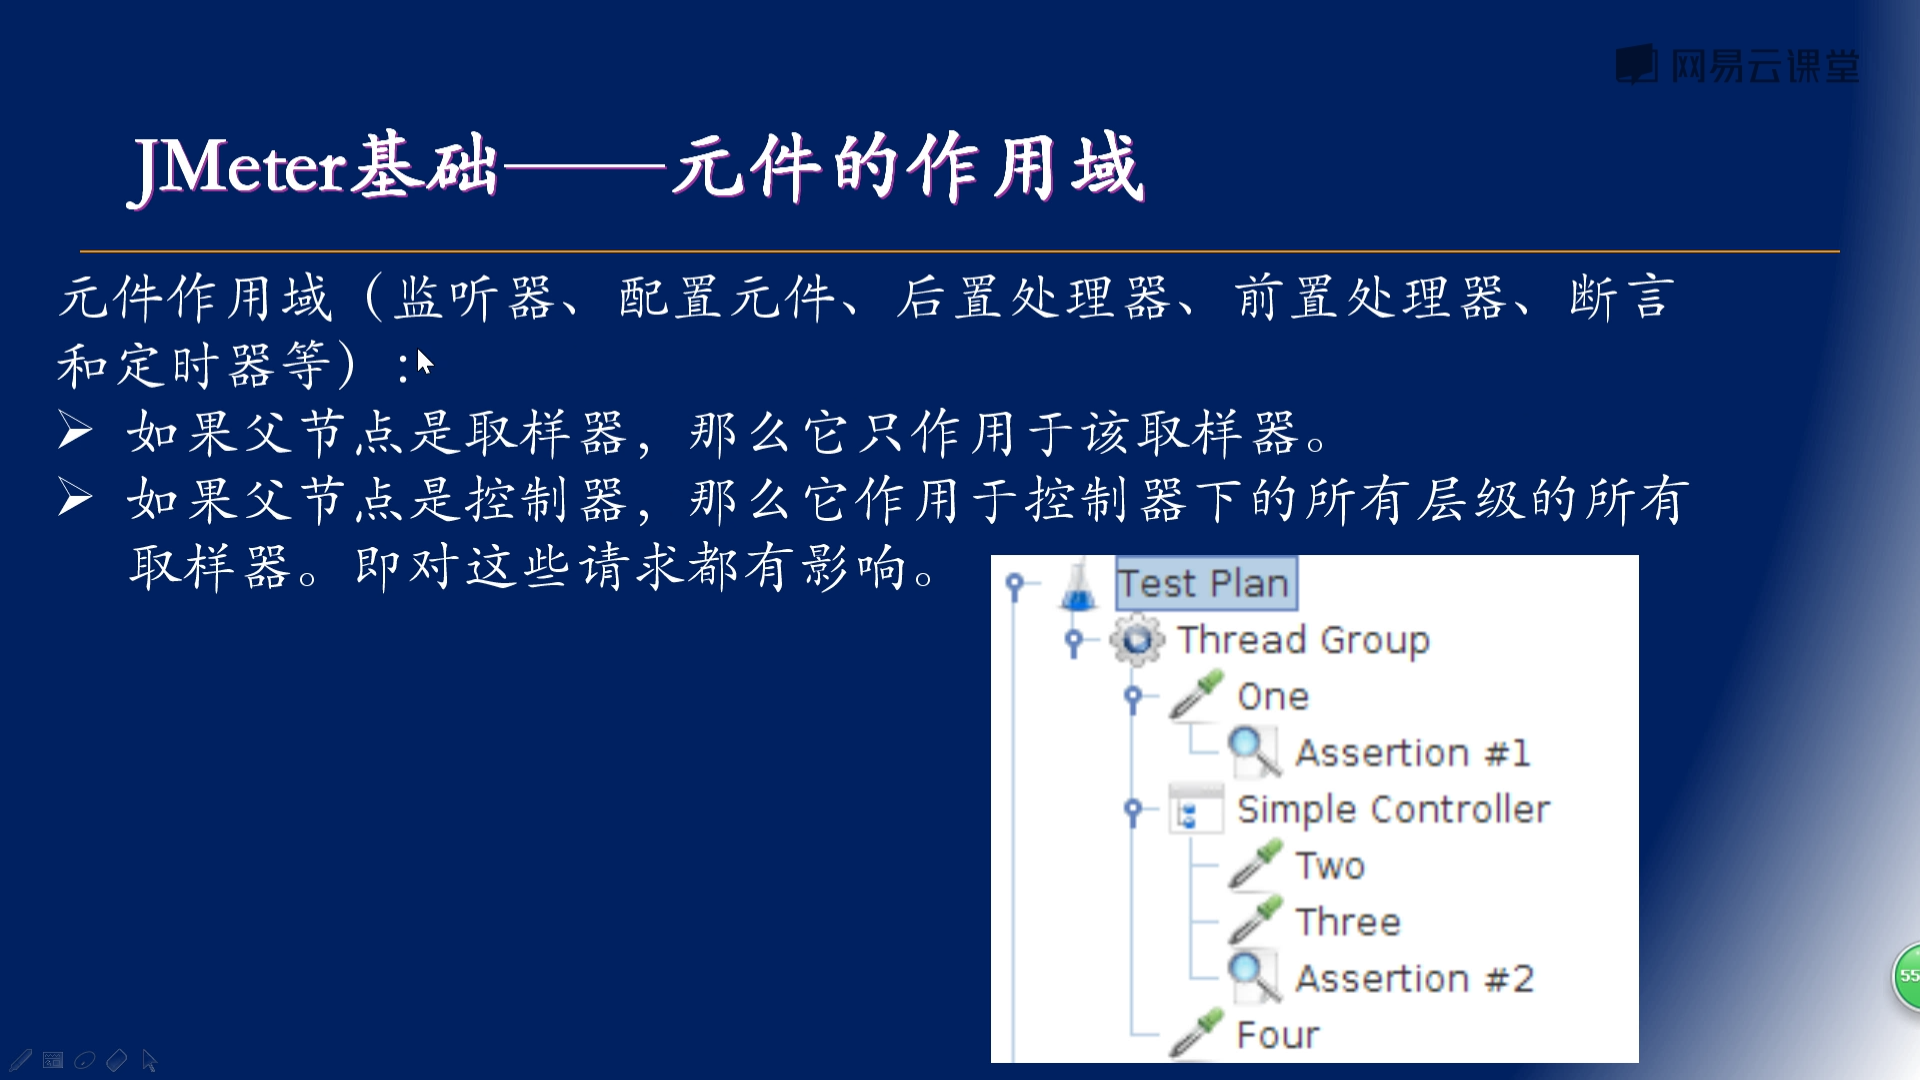 网易云课堂
JMeter基础——元件的作用域
元件作用域（监听器、配置元件、后置处理器、前置处理器、断言
和定时器等）：
➢ 如果父节点是取样器，那么它只作用于该取样器。
➢ 如果父节点是控制器，那么它作用于控制器下的所有层级的所有
取样器。即对这些请求都有影响。
Test Plan
Thread Group
One
Assertion #1
Simple Controller
Two
Three
Assertion #2
Four
55